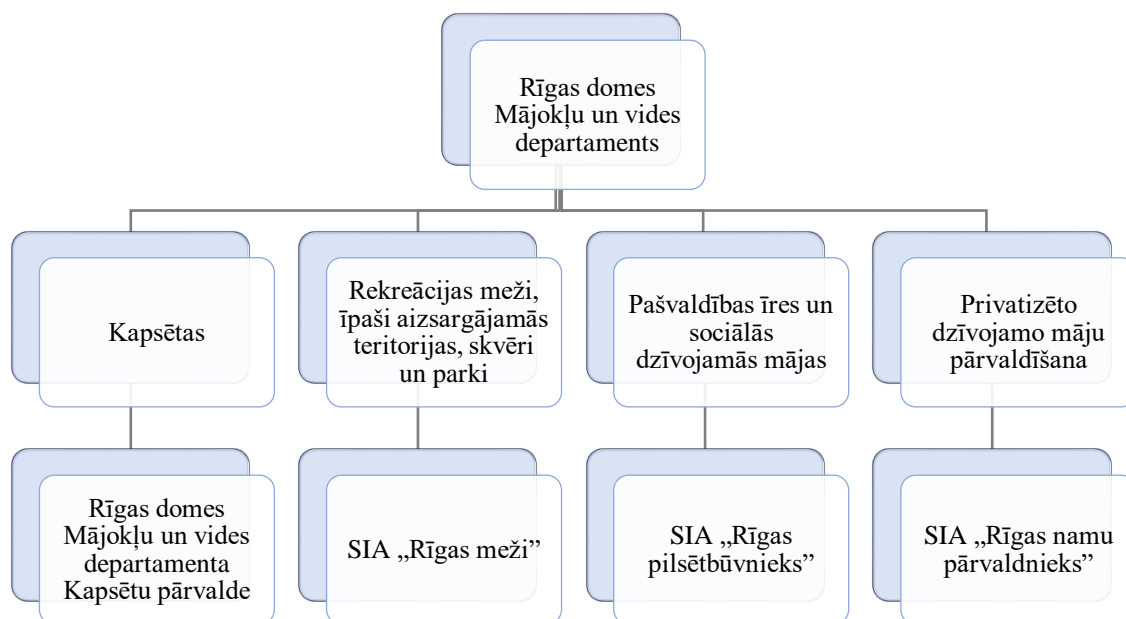 Rīgas domes
Mājokļu un vides
departaments
Kapsētas
Rekreācijas meži,
īpaši aizsargājamās
teritorijas, skvēri
un parki
Pašvaldības īres un
sociālās
dzīvojamās mājas
Privatizēto
dzīvojamo māju
pārvaldīšana
Rīgas domes
Mājokļu un vides
departamenta
Kapsētu pārvalde
SIA „Rīgas meži”
SIA „Rīgas
pilsētbūvnieks”
SIA „Rīgas namu
pārvaldnieks”